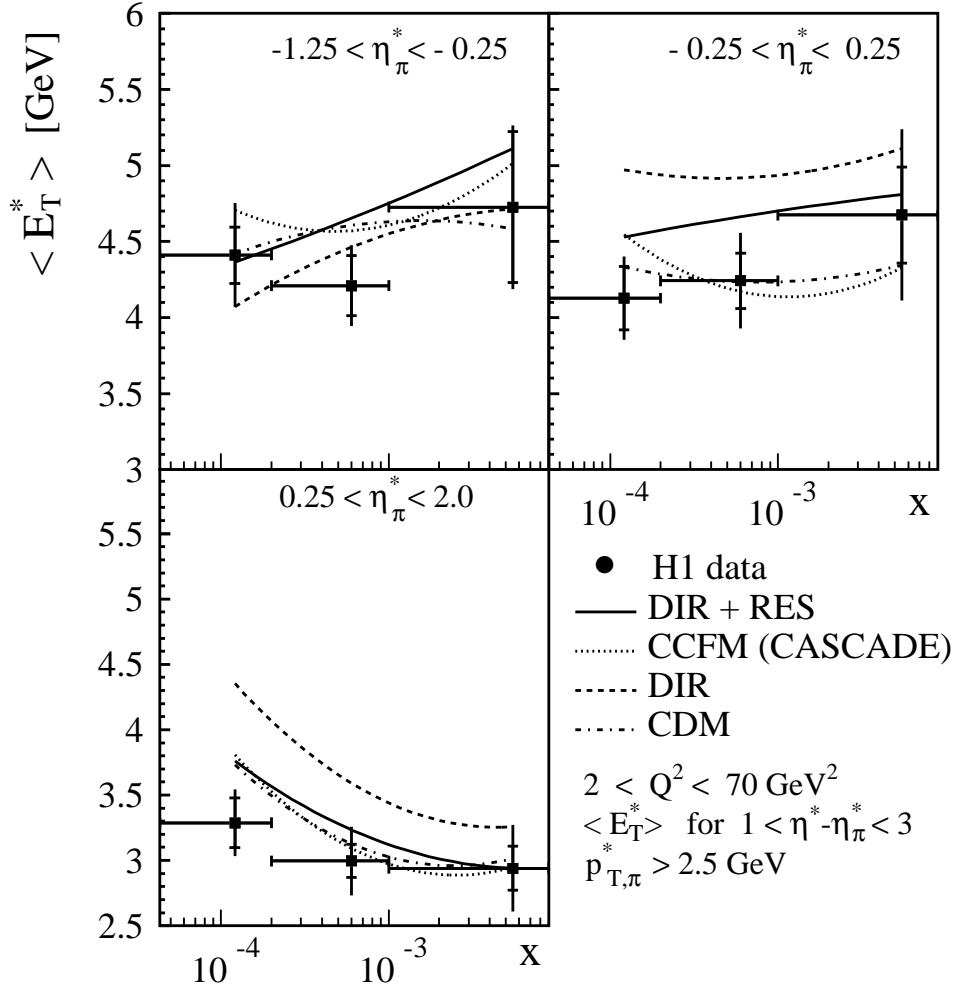 < E*T > [GeV]
-1.25 < η*π < - 0.25
- 0.25 < η*π < 0.25
6
5.5
5
4.5
4
3.5
3
10^-4 10^-3 x
0.25 < η*π < 2.0
5.5
5
4.5
4
3.5
3
2.5
10^-4 10^-3 x
H1 data
DIR + RES
CCFM (CASCADE)
DIR
CDM
2 < Q^2 < 70 GeV^2
< E*T > for 1 < η*-η*π < 3
p*T,π > 2.5 GeV